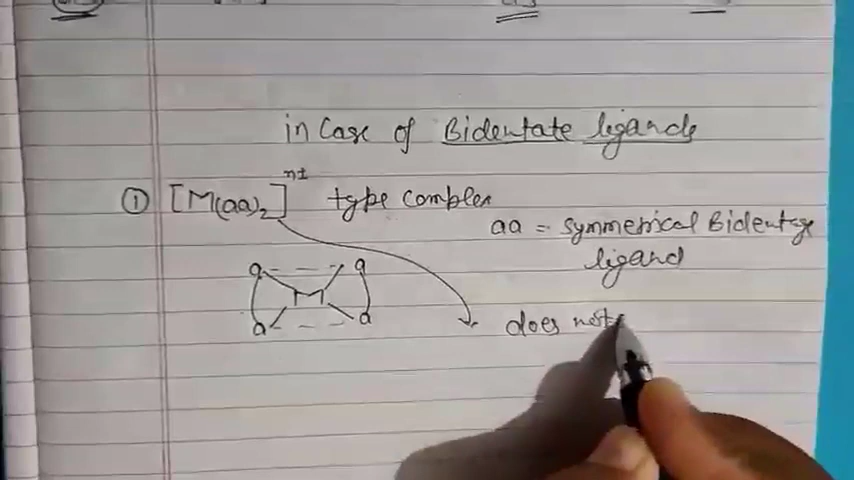 in Case of Bidentate ligands
① [M(aa)₂]ⁿ± type complex
aa = symmetrical Bidentate
ligand
a a
M
a a
does not